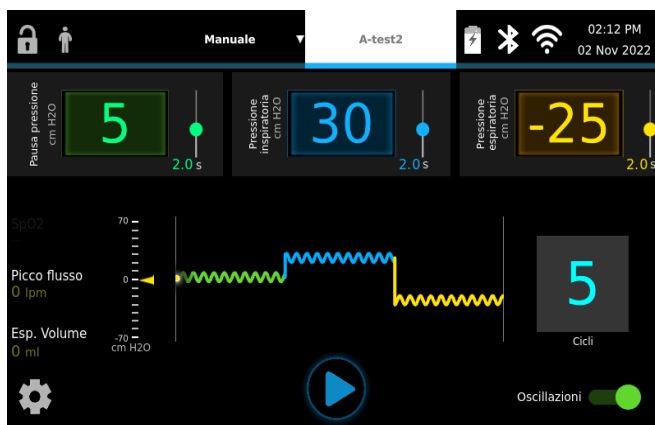 Manuale ▼
A-test2
02:12 PM
02 Nov 2022
Pausa pressione
cm H2O
5
2.0 s
Pressione
inspiratoria
cm H2O
30
2.0 s
Pressione
espiratoria
cm H2O
-25
2.0 s
SpO2
--
Picco flusso
0 lpm
Esp. Volume
0 ml
70
0
-70
cm H2O
5
Cicli
Oscillazioni